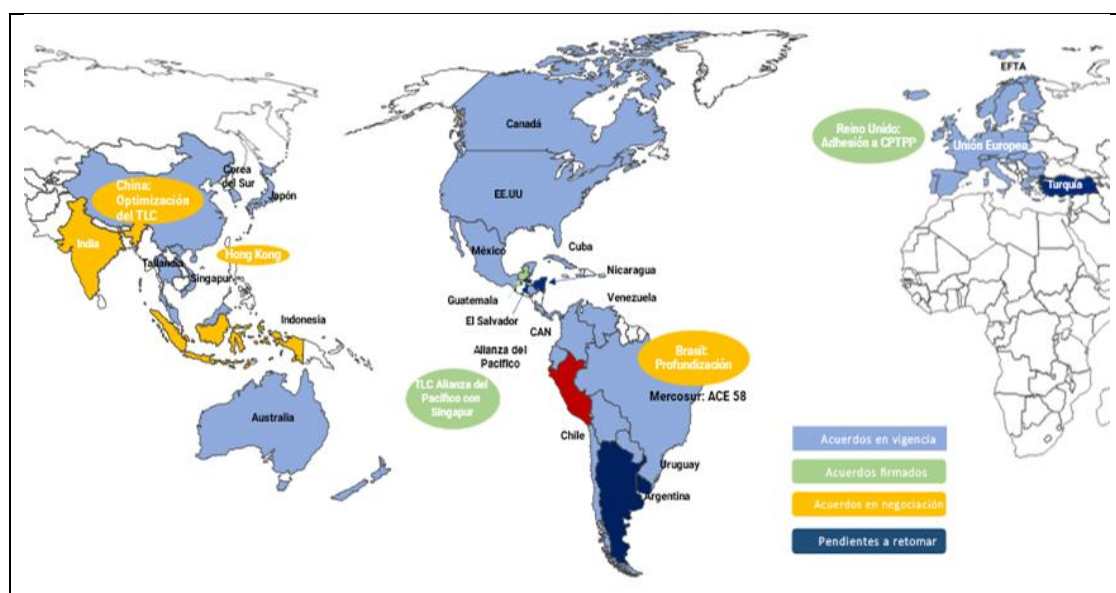 EFTA
Reino Unido:
Adhesión a CPTPP
Unión Europea
Turquía
Canadá
EE.UU
México
Cuba
Nicaragua
Guatemala
El Salvador
Venezuela
CAN
Alianza del
Pacífico
TLC Alianza del
Pacífico con
Singapur
Brasil:
Profundización
Mercosur: ACE 58
Chile
Uruguay
Argentina
Corea
del Sur
Japón
China:
Optimización
del TLC
India
Hong Kong
Tailandia
Singapur
Indonesia
Australia
Acuerdos en vigencia
Acuerdos firmados
Acuerdos en negociación
Pendientes a retomar